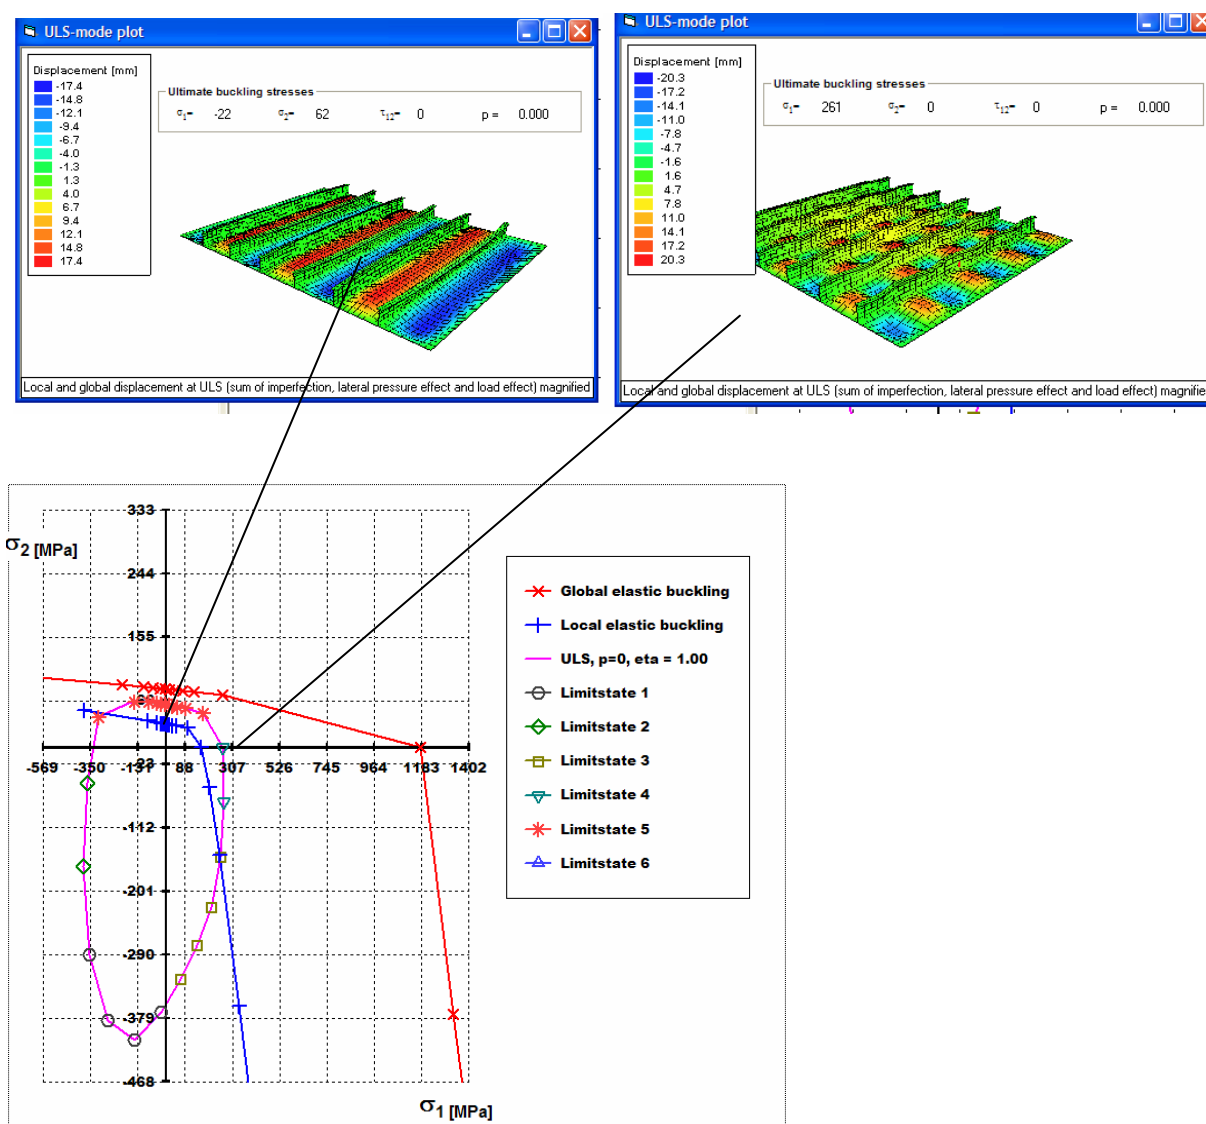 ULS-mode plot
Displacement [mm]
-17.4
-14.8
-12.1
-9.4
-6.7
-4.0
-1.3
1.3
4.0
6.7
9.4
12.1
14.8
17.4
Ultimate buckling stresses
σ1= -22 σ2= 62 τ12= 0 p = 0.000
Local and global displacement at ULS (sum of imperfection, lateral pressure effect and load effect) magnified
ULS-mode plot
Displacement [mm]
-20.3
-17.2
-14.1
-11.0
-7.8
-4.7
-1.6
1.6
4.7
7.8
11.0
14.1
17.2
20.3
Ultimate buckling stresses
σ1= 261 σ2= 0 τ12= 0 p = 0.000
Local and global displacement at ULS (sum of imperfection, lateral pressure effect and load effect) magnifie
σ2 [MPa]
333
244
155
-569 -350 -131 88 307 526 745 964 1183 1402
-23
-112
-201
-290
-379
-468
σ1 [MPa]
Global elastic buckling
Local elastic buckling
ULS, p=0, eta = 1.00
Limitstate 1
Limitstate 2
Limitstate 3
Limitstate 4
Limitstate 5
Limitstate 6